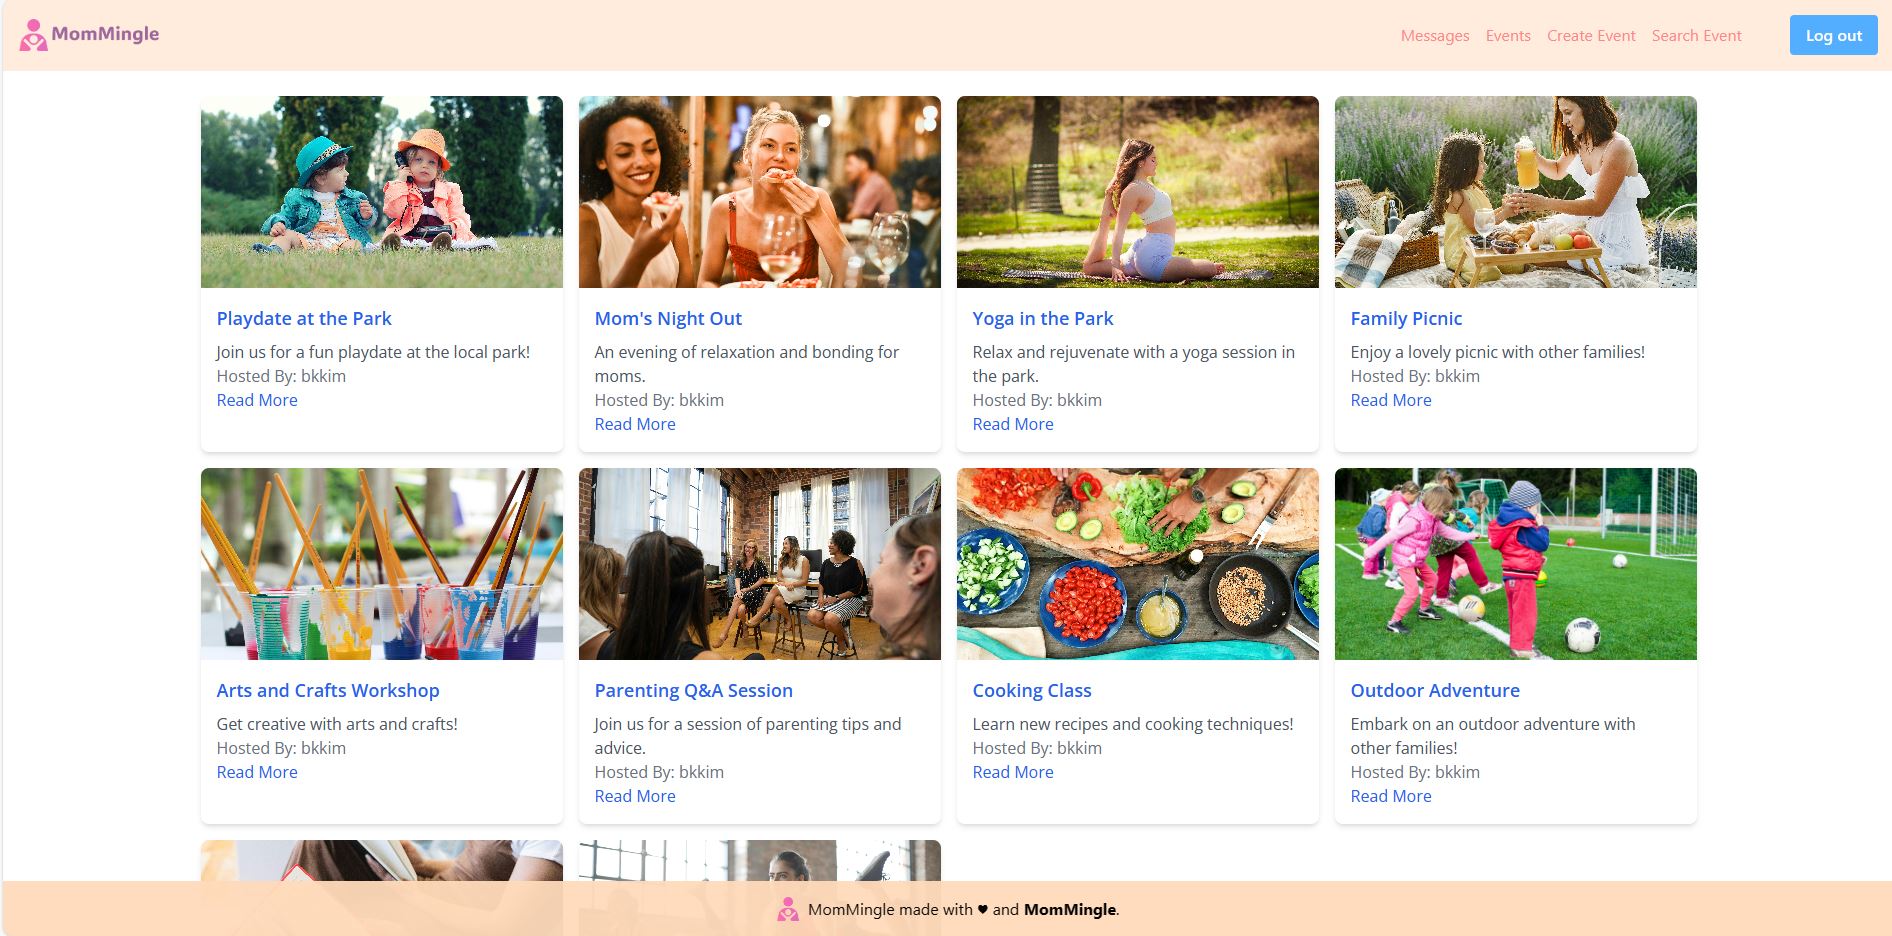 MomMingle
Messages Events Create Event Search Event Log out
Playdate at the Park
Join us for a fun playdate at the local park!
Hosted By: bkkim
Read More
Mom's Night Out
An evening of relaxation and bonding for
moms.
Hosted By: bkkim
Read More
Yoga in the Park
Relax and rejuvenate with a yoga session in
the park.
Hosted By: bkkim
Read More
Family Picnic
Enjoy a lovely picnic with other families!
Hosted By: bkkim
Read More
Arts and Crafts Workshop
Get creative with arts and crafts!
Hosted By: bkkim
Read More
Parenting Q&A Session
Join us for a session of parenting tips and
advice.
Hosted By: bkkim
Read More
Cooking Class
Learn new recipes and cooking techniques!
Hosted By: bkkim
Read More
Outdoor Adventure
Embark on an outdoor adventure with
other families!
Hosted By: bkkim
Read More
MomMingle made with ♥ and MomMingle.